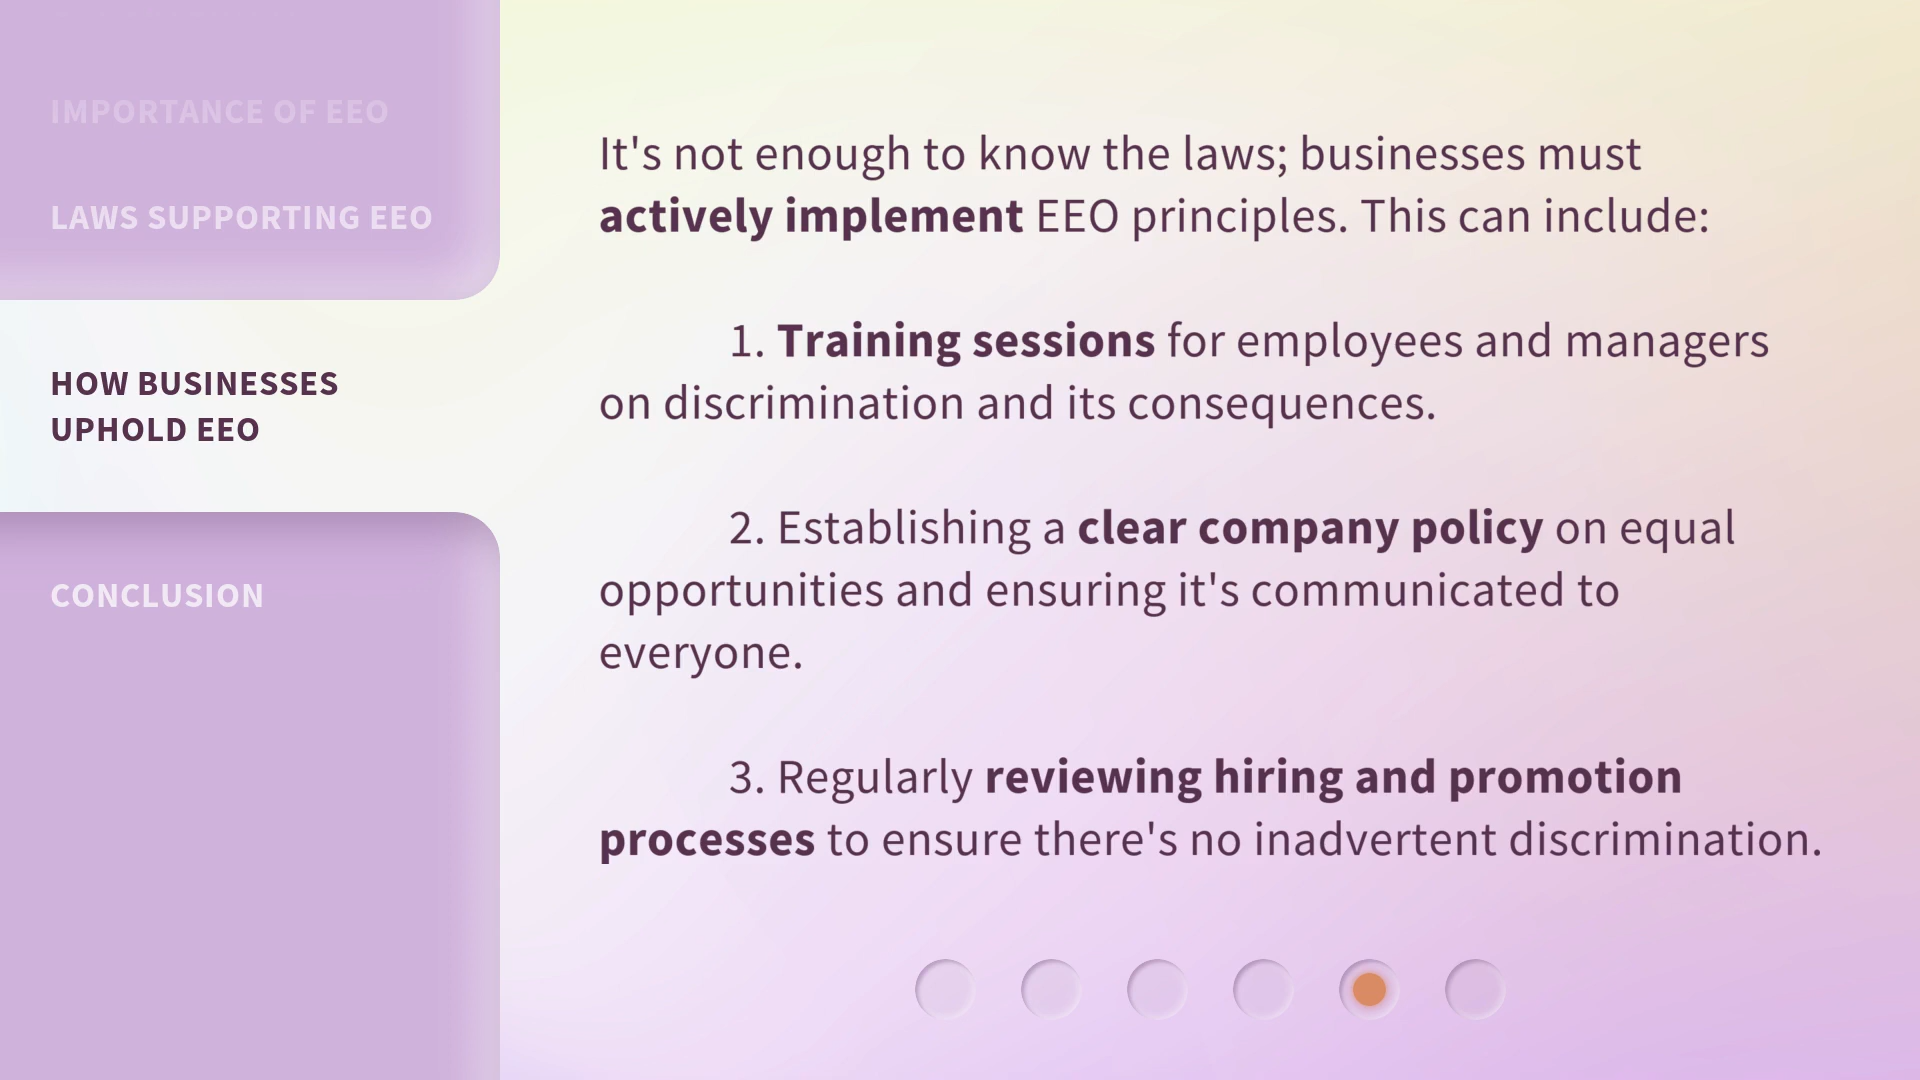 IMPORTANCE OF EEO
LAWS SUPPORTING EEO
HOW BUSINESSES
UPHOLD EEO
CONCLUSION
It's not enough to know the laws; businesses must
actively implement EEO principles. This can include:
1. Training sessions for employees and managers
on discrimination and its consequences.
2. Establishing a clear company policy on equal
opportunities and ensuring it's communicated to
everyone.
3. Regularly reviewing hiring and promotion
processes to ensure there's no inadvertent discrimination.